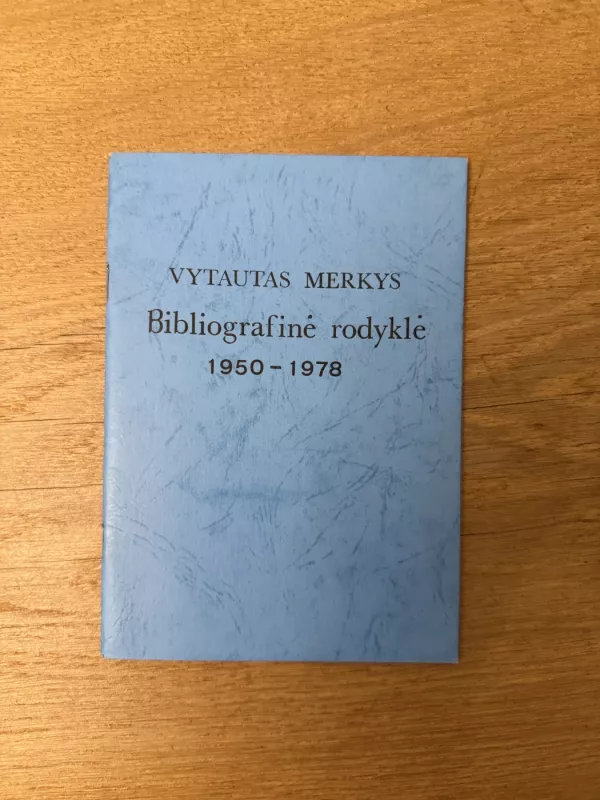 VYTAUTAS MERKYS
Bibliografinė rodyklė
1950-1978